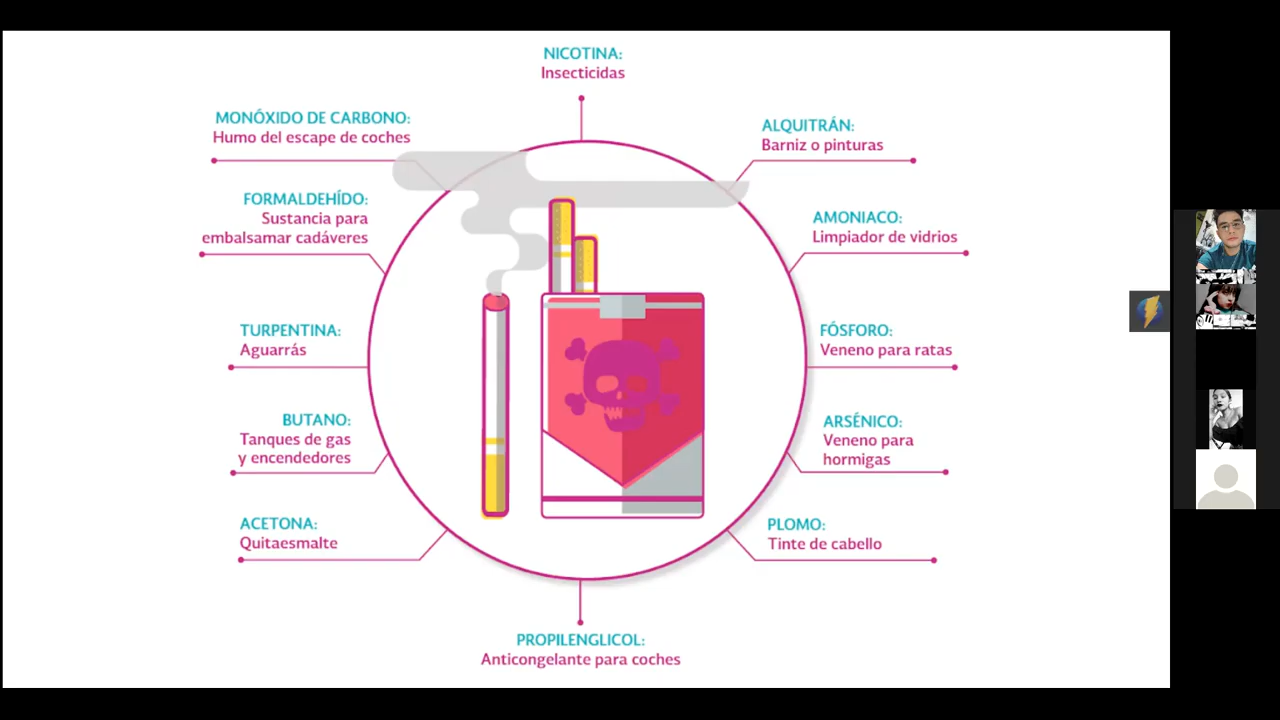 NICOTINA:
Insecticidas
MONÓXIDO DE CARBONO:
Humo del escape de coches
ALQUITRÁN:
Barniz o pinturas
FORMALDEHÍDO:
Sustancia para
embalsamar cadáveres
AMONIACO:
Limpiador de vidrios
TURPENTINA:
Aguarrás
FÓSFORO:
Veneno para ratas
BUTANO:
Tanques de gas
y encendedores
ARSÉNICO:
Veneno para
hormigas
ACETONA:
Quitaesmalte
PLOMO:
Tinte de cabello
PROPILENGLICOL:
Anticongelante para coches